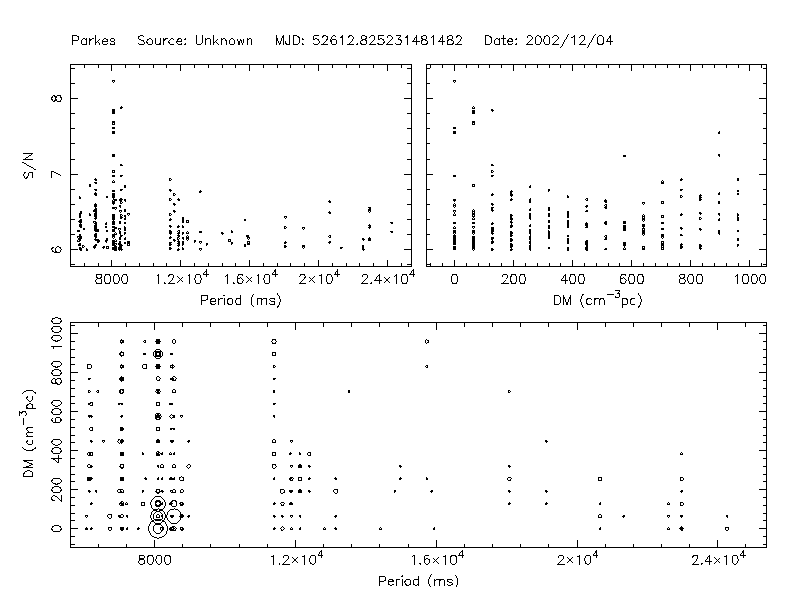 Parkes Source: Unknown MJD: 52612.825231481482 Date: 2002/12/04
S/N
8
7
6
8000 1.2×10⁴ 1.6×10⁴ 2×10⁴ 2.4×10⁴
Period (ms)
0 200 400 600 800 1000
DM (cm⁻³pc)
DM (cm⁻³pc)
1000
800
600
400
200
0
8000 1.2×10⁴ 1.6×10⁴ 2×10⁴ 2.4×10⁴
Period (ms)